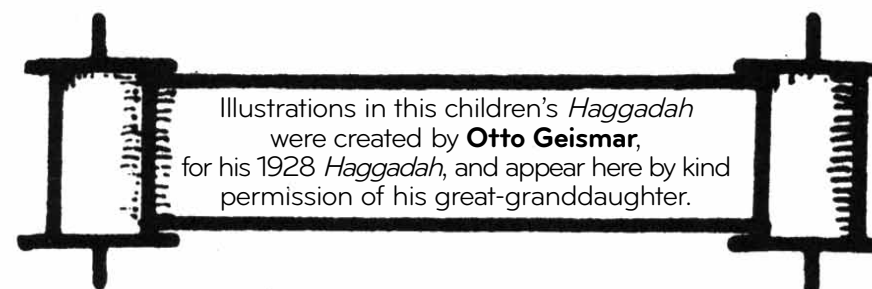 Illustrations in this children's Haggadah
were created by Otto Geismar,
for his 1928 Haggadah, and appear here by kind
permission of his great-granddaughter.